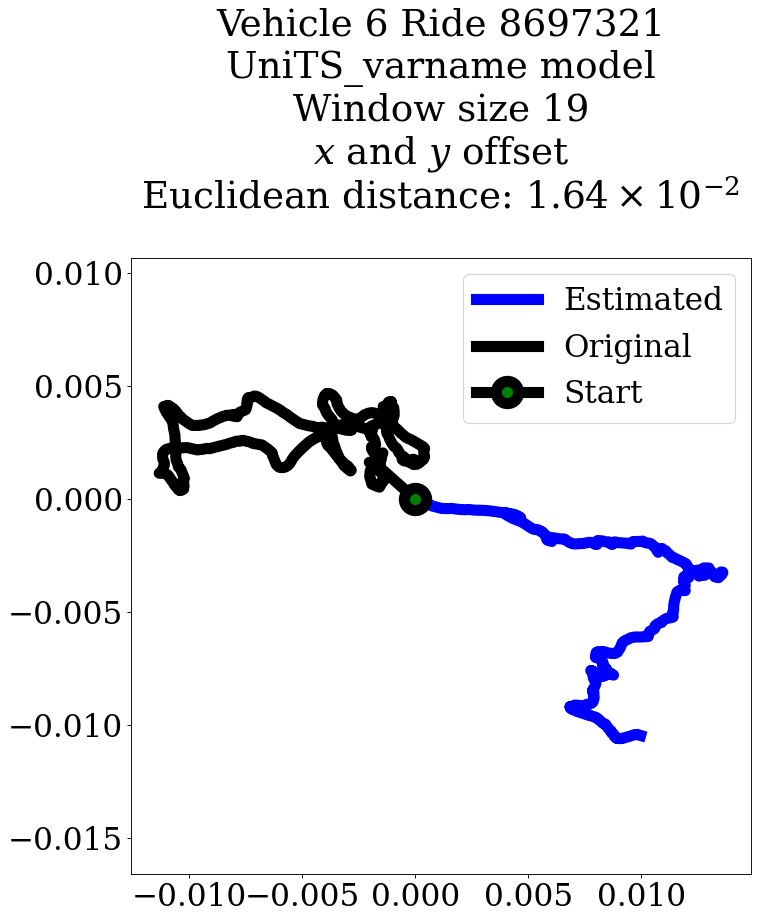 Vehicle 6 Ride 8697321
UniTS_varname model
Window size 19
x and y offset
Euclidean distance: 1.64 × 10⁻²
Estimated
Original
Start
0.010
0.005
0.000
−0.005
−0.010
−0.015
−0.010 −0.005 0.000 0.005 0.010